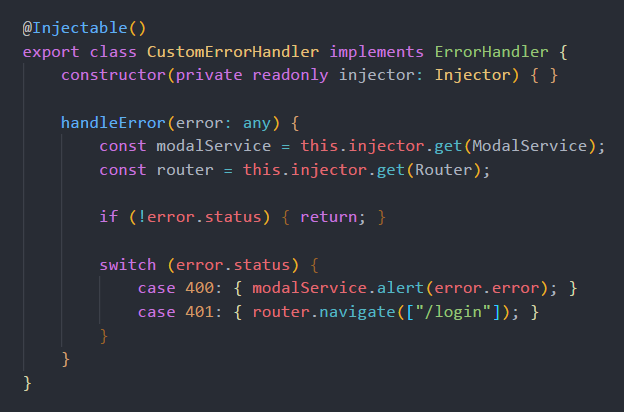 @Injectable()
export class CustomErrorHandler implements ErrorHandler {
    constructor(private readonly injector: Injector) { }

    handleError(error: any) {
        const modalService = this.injector.get(ModalService);
        const router = this.injector.get(Router);

        if (!error.status) { return; }

        switch (error.status) {
            case 400: { modalService.alert(error.error); }
            case 401: { router.navigate(["/login"]); }
        }
    }
}